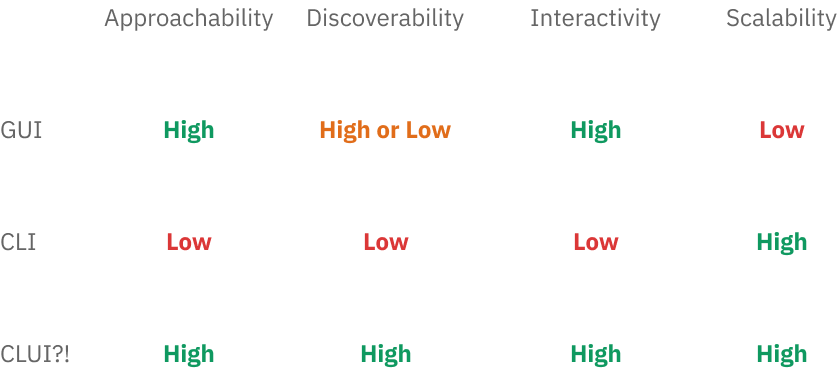 Approachability Discoverability Interactivity Scalability
GUI High High or Low High Low
CLI Low Low Low High
CLUI?! High High High High